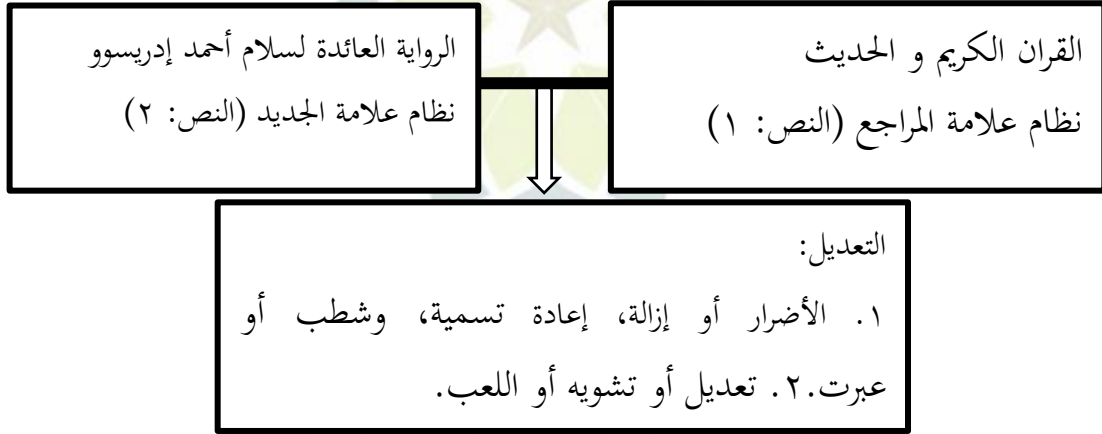 القران الكريم و الحديث
نظام علامة المراجع (النص: ١)
الرواية العائدة لسلام أحمد إدريسوو
نظام علامة الجديد (النص: ٢)
التعديل:
١. الأضرار أو إزالة، إعادة تسمية، وشطب أو
عبرت.٢. تعديل أو تشويه أو اللعب.